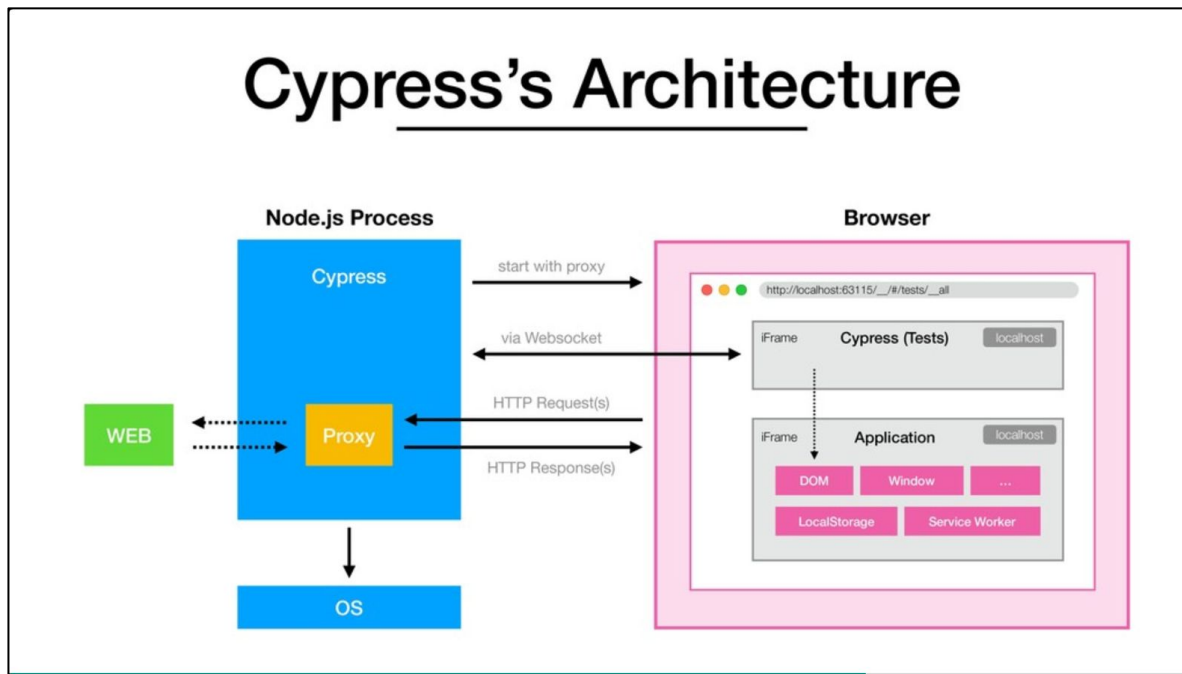 Cypress's Architecture
Node.js Process
Browser
Cypress
start with proxy
http://localhost:63115/__/#/tests/__all
via Websocket
iFrame
Cypress (Tests)
localhost
HTTP Request(s)
WEB
Proxy
HTTP Response(s)
iFrame
Application
localhost
DOM
Window
...
LocalStorage
Service Worker
OS